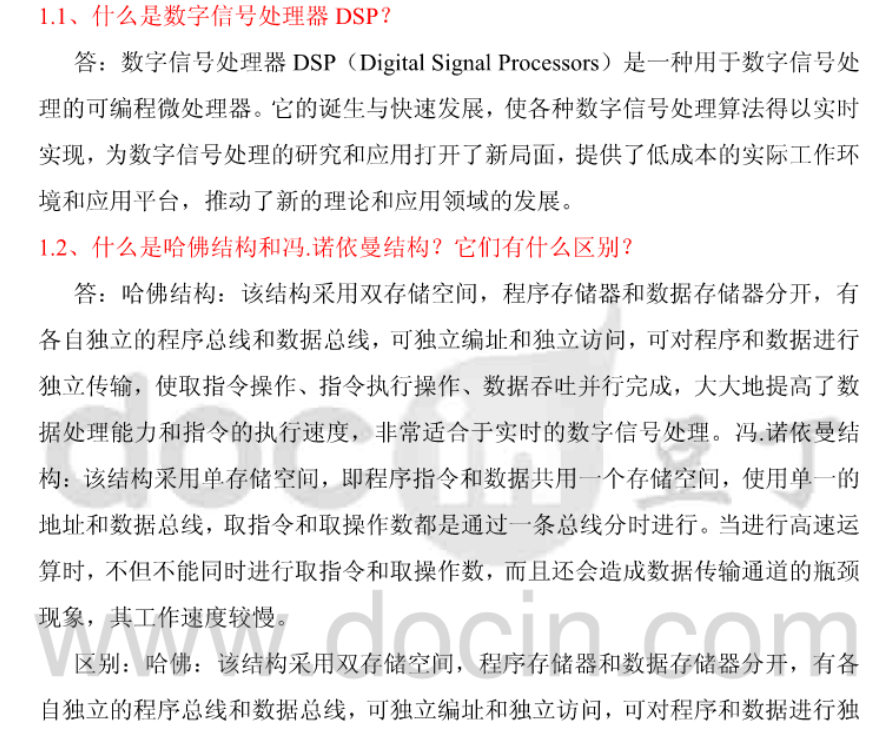 1.1、什么是数字信号处理器 DSP？
答：数字信号处理器 DSP（Digital Signal Processors）是一种用于数字信号处
理的可编程微处理器。它的诞生与快速发展，使各种数字信号处理算法得以实时
实现，为数字信号处理的研究和应用打开了新局面，提供了低成本的实际工作环
境和应用平台，推动了新的理论和应用领域的发展。
1.2、什么是哈佛结构和冯.诺依曼结构？它们有什么区别？
答：哈佛结构：该结构采用双存储空间，程序存储器和数据存储器分开，有
各自独立的程序总线和数据总线，可独立编址和独立访问，可对程序和数据进行
独立传输，使取指令操作、指令执行操作、数据吞吐并行完成，大大地提高了数
据处理能力和指令的执行速度，非常适合于实时的数字信号处理。冯.诺依曼结
构：该结构采用单存储空间，即程序指令和数据共用一个存储空间，使用单一的
地址和数据总线，取指令和取操作数都是通过一条总线分时进行。当进行高速运
算时，不但不能同时进行取指令和取操作数，而且还会造成数据传输通道的瓶颈
现象，其工作速度较慢。
区别：哈佛：该结构采用双存储空间，程序存储器和数据存储器分开，有各
自独立的程序总线和数据总线，可独立编址和独立访问，可对程序和数据进行独
docin 豆丁
www.docin.com